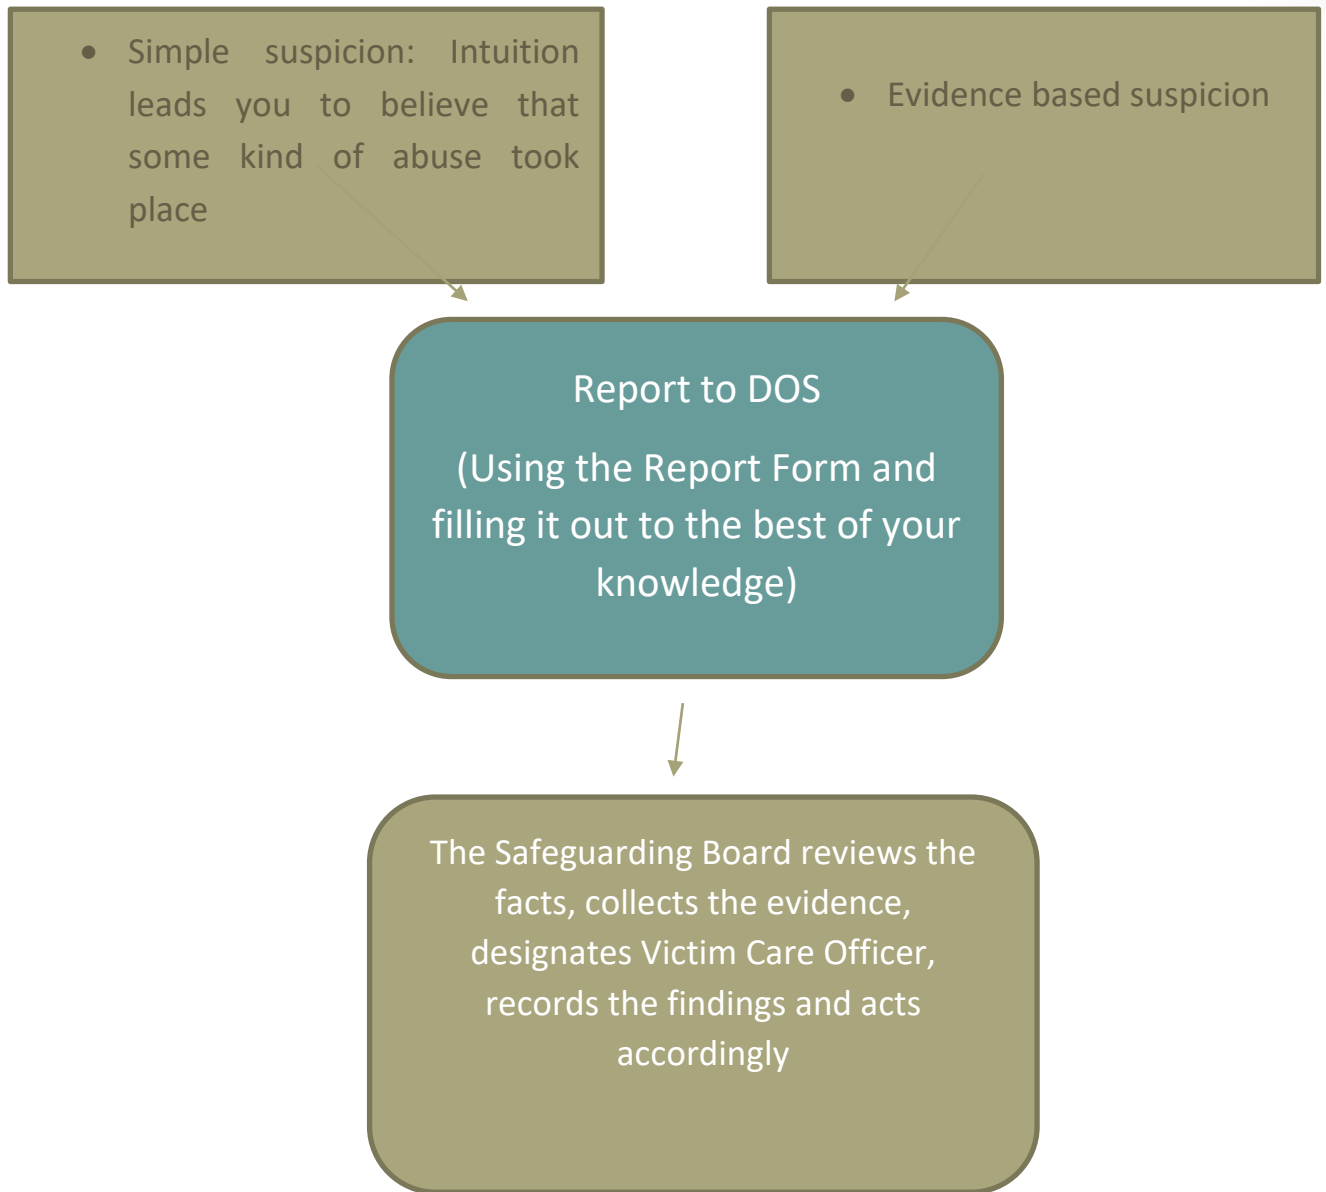 • Simple suspicion: Intuition
leads you to believe that
some kind of abuse took
place
• Evidence based suspicion
Report to DOS
(Using the Report Form and
filling it out to the best of your
knowledge)
The Safeguarding Board reviews the
facts, collects the evidence,
designates Victim Care Officer,
records the findings and acts
accordingly